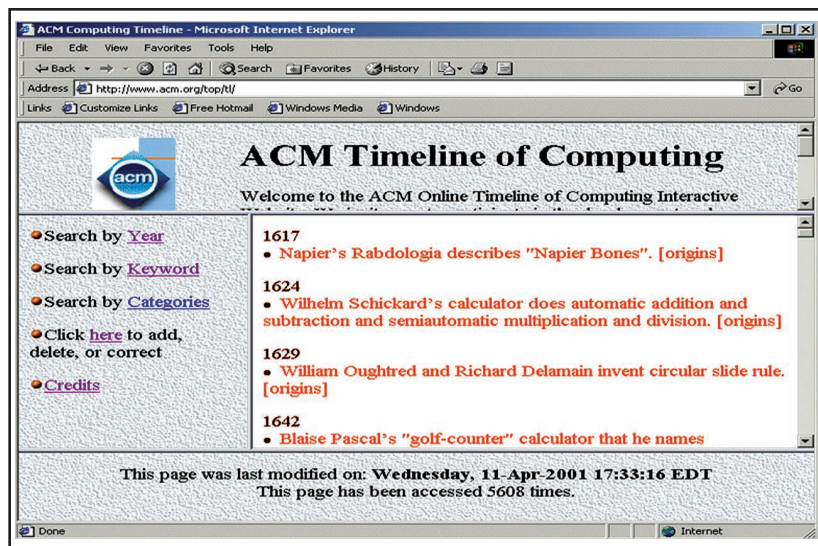 ACM Computing Timeline - Microsoft Internet Explorer
File Edit View Favorites Tools Help
Back Search Favorites History
Address http://www.acm.org/top/tl/ Go
Links Customize Links Free Hotmail Windows Media Windows
acm
ACM Timeline of Computing
Welcome to the ACM Online Timeline of Computing Interactive
Search by Year
Search by Keyword
Search by Categories
Click here to add,
delete, or correct
Credits
1617
• Napier's Rabdologia describes "Napier Bones". [origins]
1624
• Wilhelm Schickard's calculator does automatic addition and
subtraction and semiautomatic multiplication and division. [origins]
1629
• William Oughtred and Richard Delamain invent circular slide rule.
[origins]
1642
• Blaise Pascal's "golf-counter" calculator that he names
This page was last modified on: Wednesday, 11-Apr-2001 17:33:16 EDT
This page has been accessed 5608 times.
Done Internet